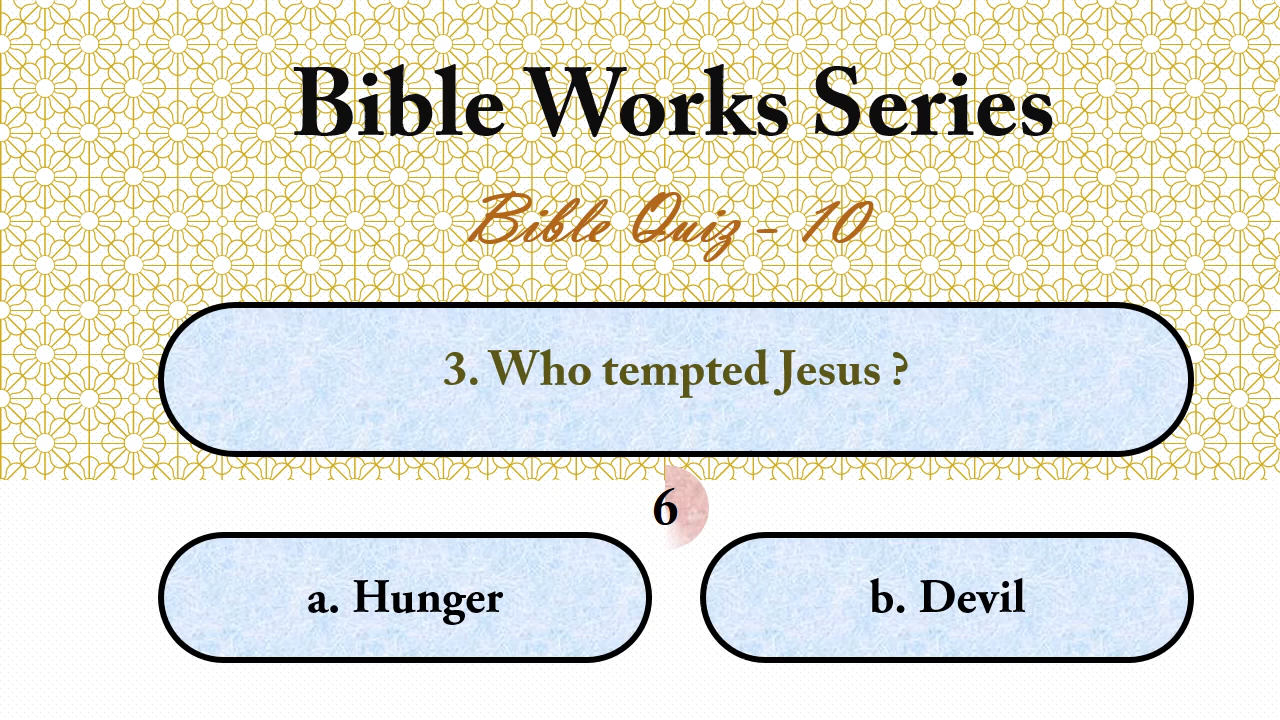 Bible Works Series
Bible Quiz - 10
3. Who tempted Jesus ?
6
a. Hunger
b. Devil